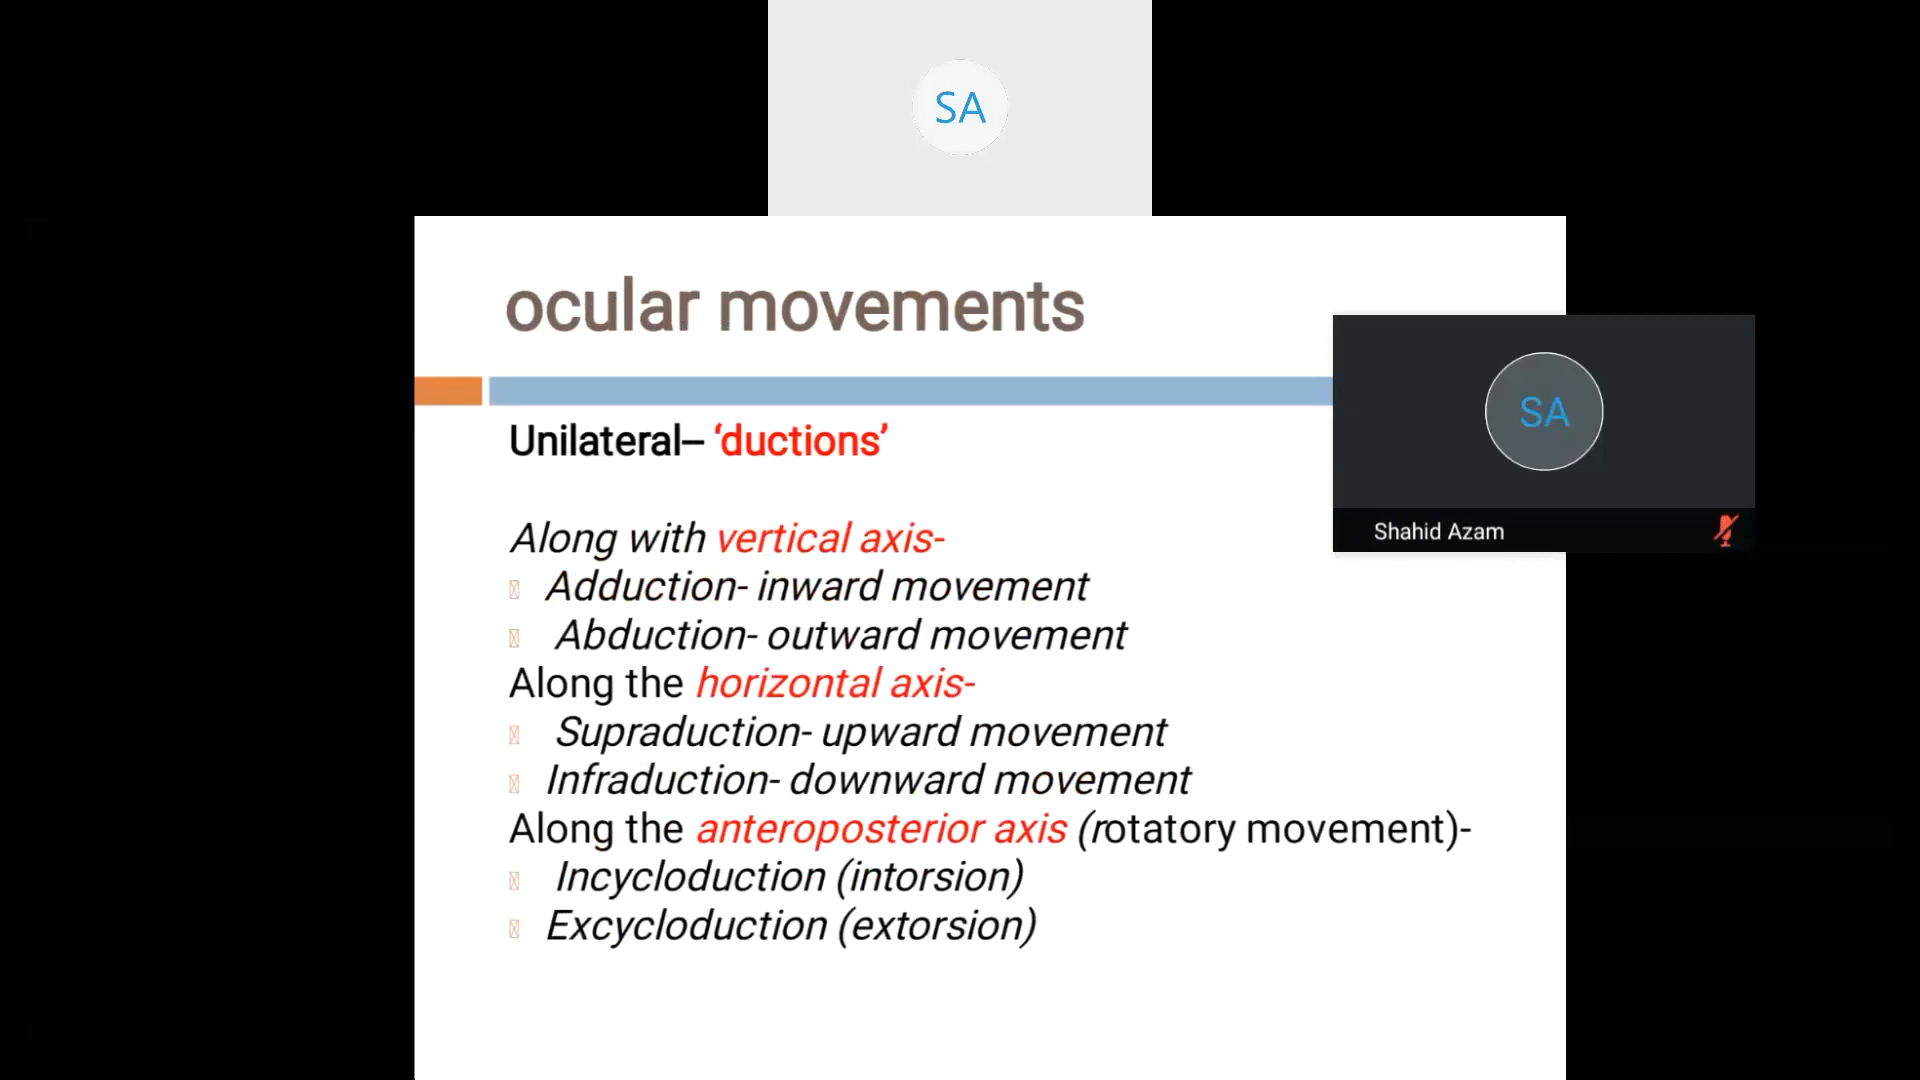 SA
ocular movements
SA
Shahid Azam
Unilateral– ‘ductions’
Along with vertical axis-
Adduction- inward movement
Abduction- outward movement
Along the horizontal axis-
Supraduction- upward movement
Infraduction- downward movement
Along the anteroposterior axis (rotatory movement)-
Incycloduction (intorsion)
Excycloduction (extorsion)